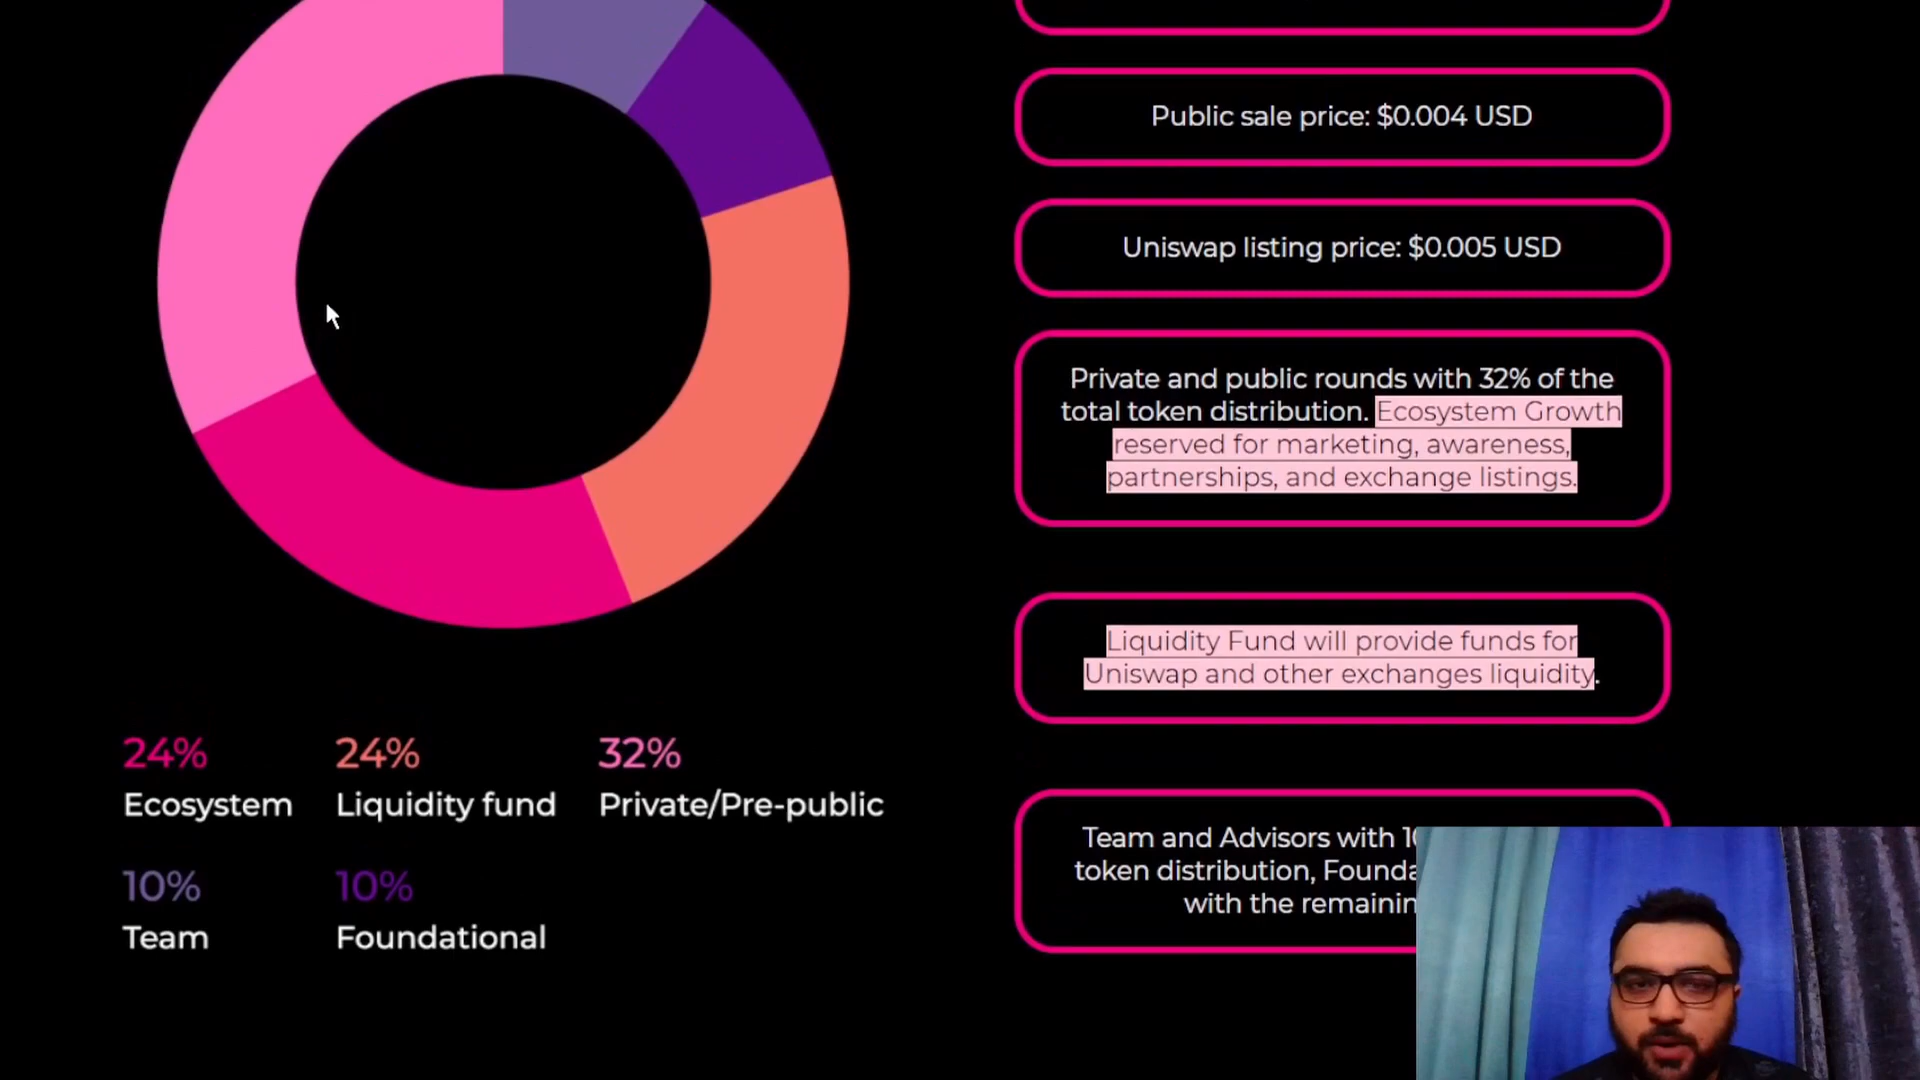 Public sale price: $0.004 USD
Uniswap listing price: $0.005 USD
Private and public rounds with 32% of the
total token distribution. Ecosystem Growth
reserved for marketing, awareness,
partnerships, and exchange listings.
Liquidity Fund will provide funds for
Uniswap and other exchanges liquidity.
Team and Advisors with
token distribution,
with the
24%
Ecosystem
24%
Liquidity fund
32%
Private/Pre-public
10%
Team
10%
Foundational